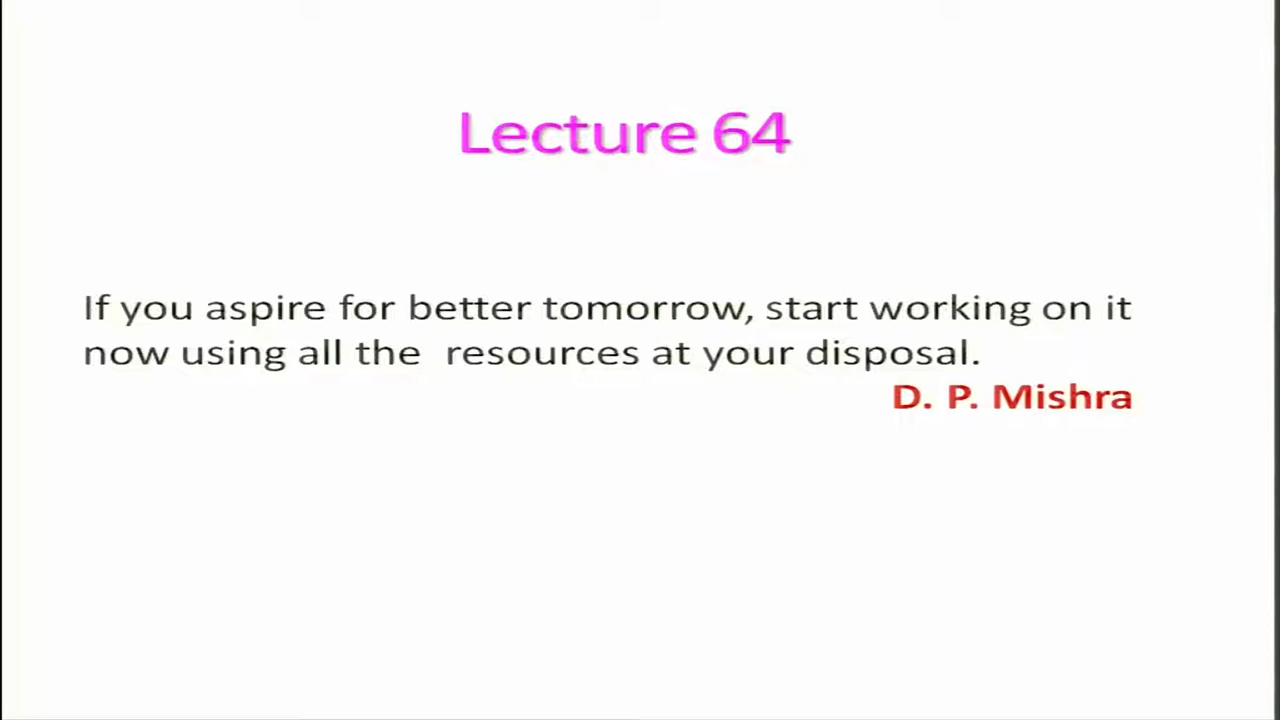 Lecture 64
If you aspire for better tomorrow, start working on it
now using all the resources at your disposal.
D. P. Mishra